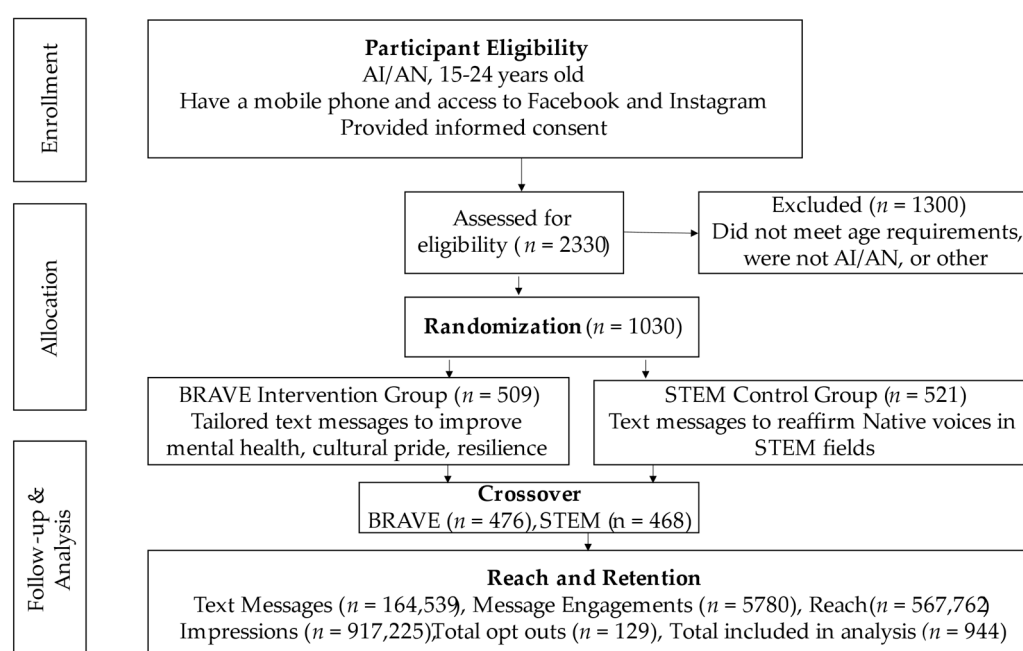 Enrollment
Participant Eligibility
AI/AN, 15-24 years old
Have a mobile phone and access to Facebook and Instagram
Provided informed consent
Allocation
Assessed for
eligibility (n = 2330)
Excluded (n = 1300)
Did not meet age requirements,
were not AI/AN, or other
Randomization (n = 1030)
BRAVE Intervention Group (n = 509)
Tailored text messages to improve
mental health, cultural pride, resilience
STEM Control Group (n = 521)
Text messages to reaffirm Native voices in
STEM fields
Follow-up &
Analysis
Crossover
BRAVE (n = 476), STEM (n = 468)
Reach and Retention
Text Messages (n = 164,539), Message Engagements (n = 5780), Reach (n = 567,762)
Impressions (n = 917,225), Total opt outs (n = 129), Total included in analysis (n = 944)